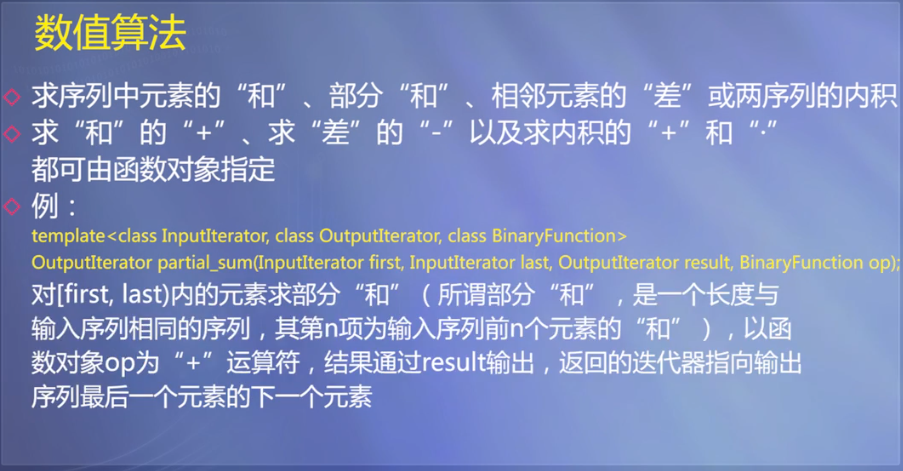 数值算法
求序列中元素的“和”、部分“和”、相邻元素的“差”或两序列的内积
求“和”的“+”、求“差”的“-”以及求内积的“+”和“·”
都可由函数对象指定
例：
template<class InputIterator, class OutputIterator, class BinaryFunction>
OutputIterator partial_sum(InputIterator first, InputIterator last, OutputIterator result, BinaryFunction op);
对[first, last)内的元素求部分“和”（所谓部分“和”，是一个长度与
输入序列相同的序列，其第n项为输入序列前n个元素的“和”），以函
数对象op为“+”运算符，结果通过result输出，返回的迭代器指向输出
序列最后一个元素的下一个元素